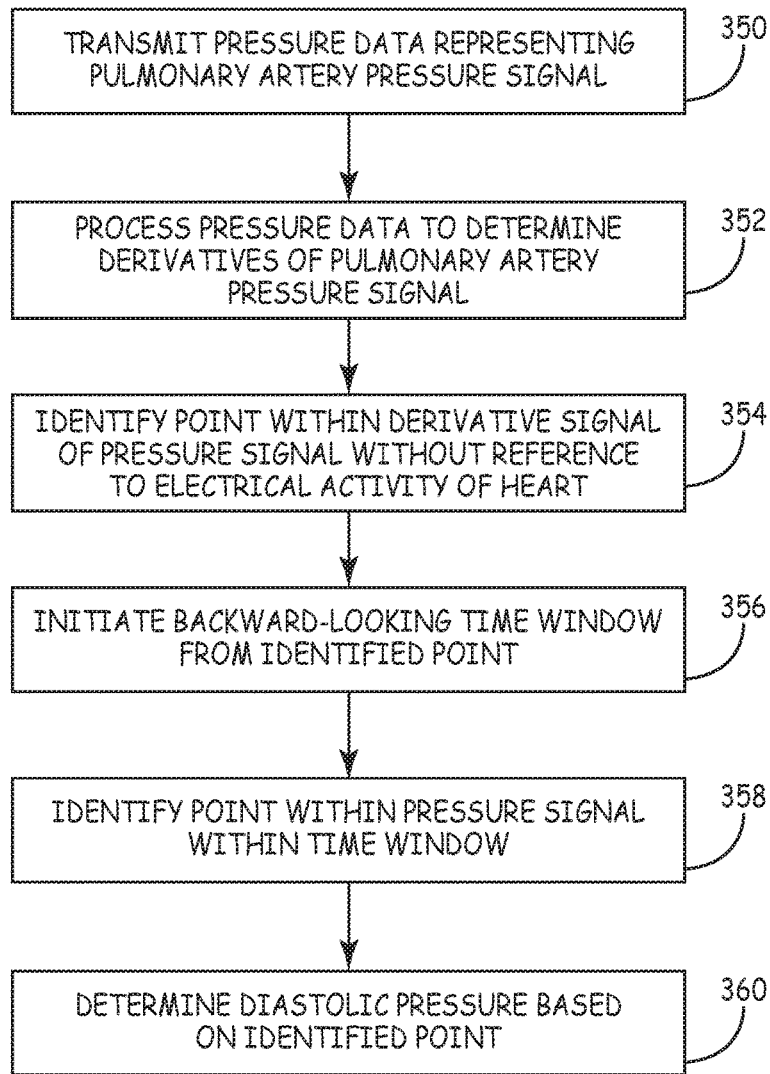 TRANSMIT PRESSURE DATA REPRESENTING
PULMONARY ARTERY PRESSURE SIGNAL
350
PROCESS PRESSURE DATA TO DETERMINE
DERIVATIVES OF PULMONARY ARTERY
PRESSURE SIGNAL
352
IDENTIFY POINT WITHIN DERIVATIVE SIGNAL
OF PRESSURE SIGNAL WITHOUT REFERENCE
TO ELECTRICAL ACTIVITY OF HEART
354
INITIATE BACKWARD-LOOKING TIME WINDOW
FROM IDENTIFIED POINT
356
IDENTIFY POINT WITHIN PRESSURE SIGNAL
WITHIN TIME WINDOW
358
DETERMINE DIASTOLIC PRESSURE BASED
ON IDENTIFIED POINT
360